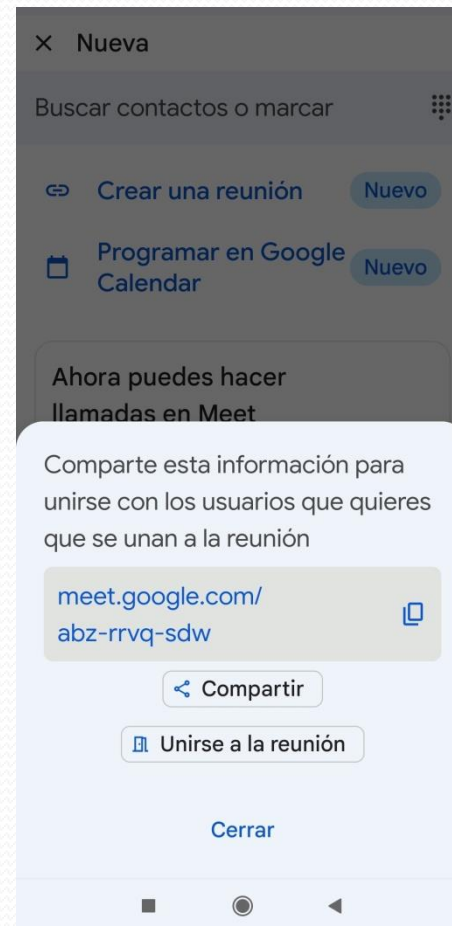 Nueva
Buscar contactos o marcar
Crear una reunión
Nuevo
Programar en Google
Calendar
Nuevo
Ahora puedes hacer
llamadas en Meet
Comparte esta información para
unirse con los usuarios que quieres
que se unan a la reunión
meet.google.com/
abz-rrvq-sdw
Compartir
Unirse a la reunión
Cerrar